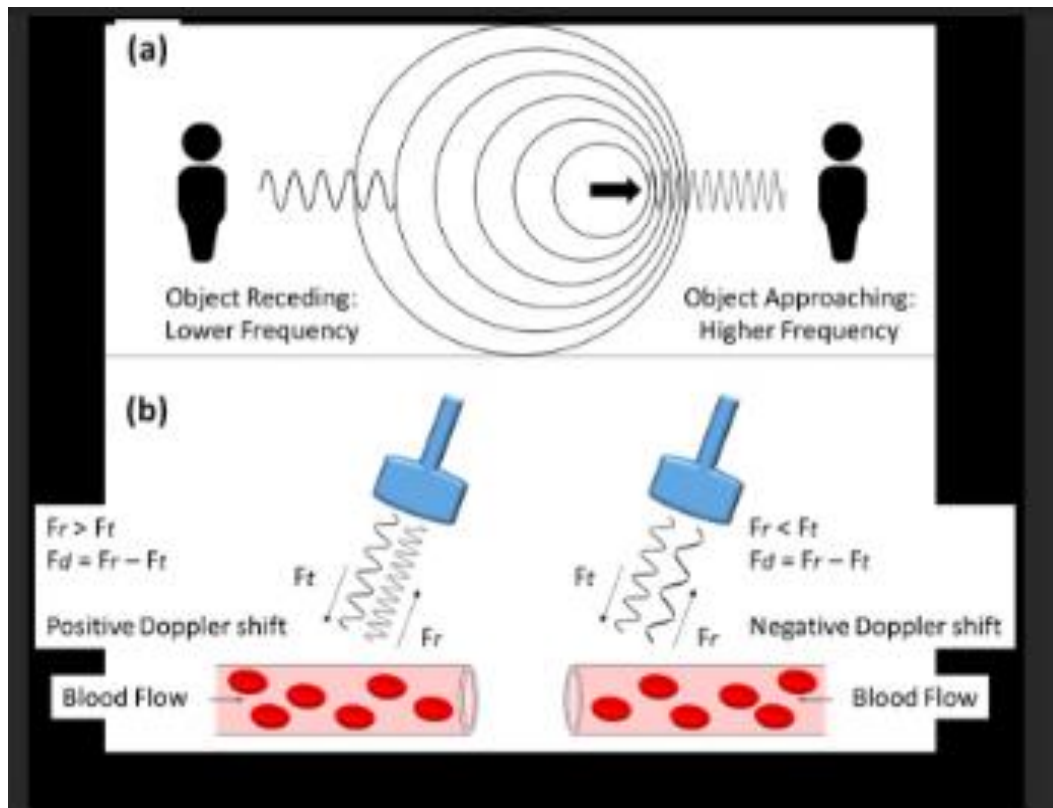 (a)
Object Receding:
Lower Frequency
Object Approaching:
Higher Frequency
(b)
Fr > Ft
Fd = Fr – Ft
Positive Doppler shift
Ft
Fr
Blood Flow
Fr < Ft
Fd = Fr – Ft
Negative Doppler shift
Ft
Fr
Blood Flow